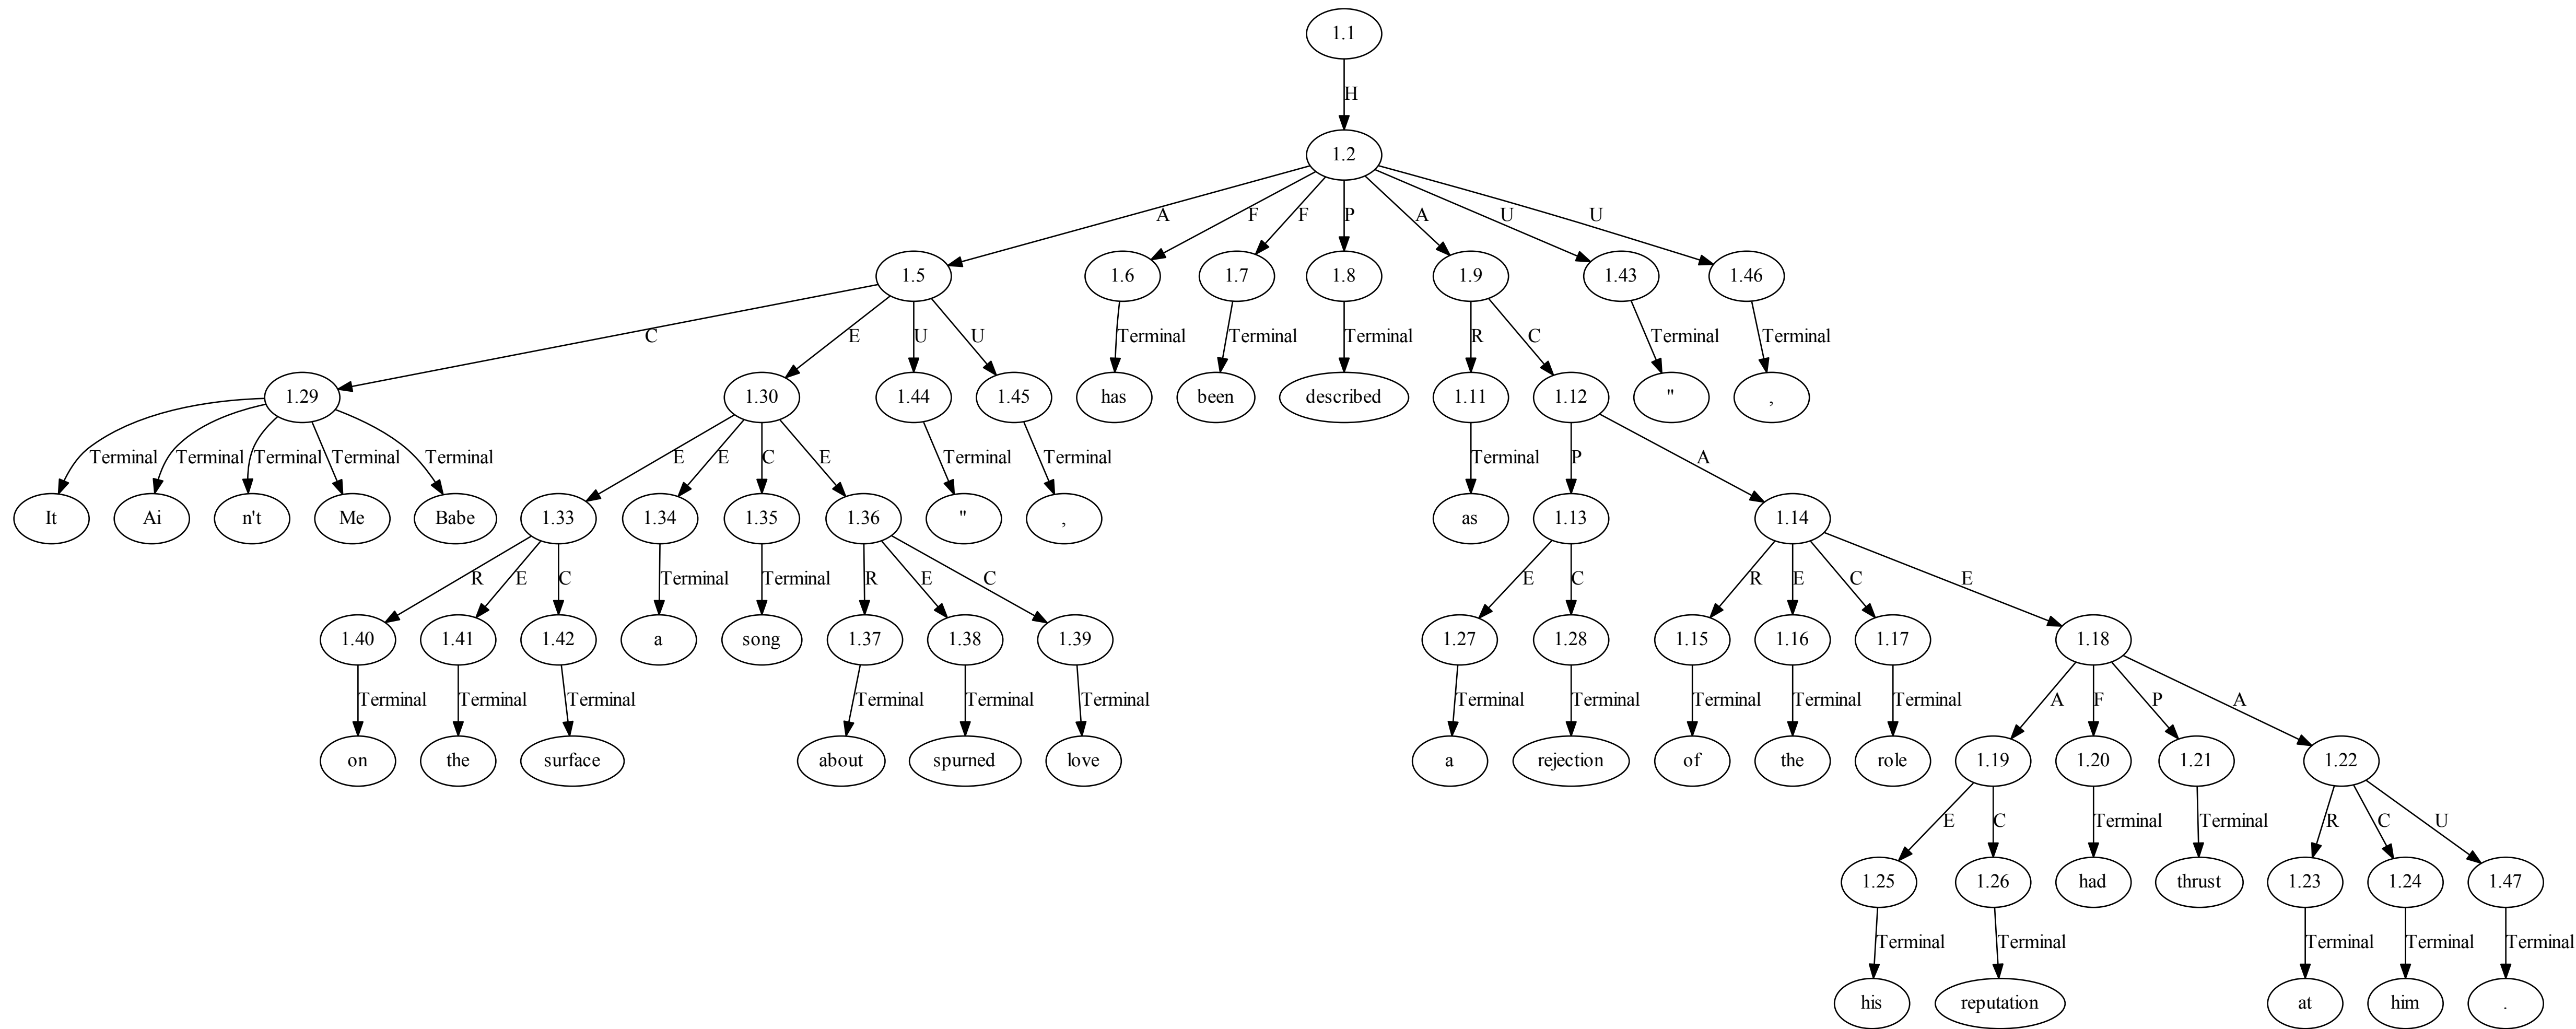 1.1
H
1.2
A F F P A U U
1.5 1.6 1.7 1.8 1.9 1.43 1.46
C E U U Terminal Terminal Terminal R C Terminal Terminal
1.29 1.30 1.44 1.45 has been described 1.11 1.12 " ,
Terminal Terminal Terminal Terminal Terminal E E C E Terminal Terminal Terminal P A
It Ai n't Me Babe 1.33 1.34 1.35 1.36 " , as 1.13 1.14
R E C Terminal Terminal R E C E C R E C E
1.40 1.41 1.42 a song 1.37 1.38 1.39 1.27 1.28 1.15 1.16 1.17 1.18
Terminal Terminal Terminal Terminal Terminal Terminal Terminal Terminal Terminal Terminal Terminal A F P A
on the surface about spurned love a rejection of the role 1.19 1.20 1.21 1.22
E C Terminal Terminal R C U
1.25 1.26 had thrust 1.23 1.24 1.47
Terminal Terminal Terminal Terminal Terminal
his reputation at him .